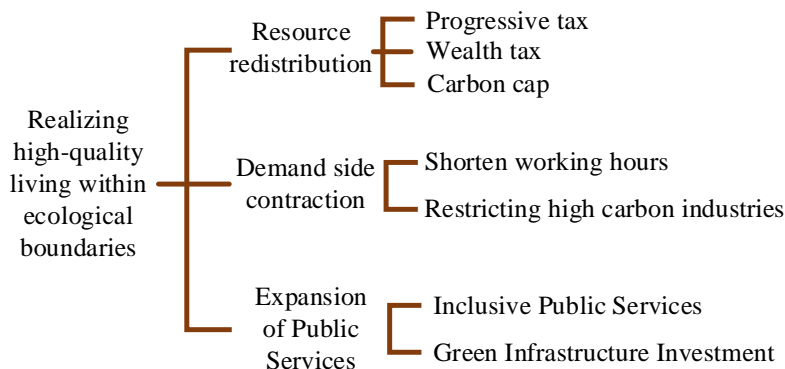 Realizing
high-quality
living within
ecological
boundaries
Resource
redistribution
Progressive tax
Wealth tax
Carbon cap
Demand side
contraction
Shorten working hours
Restricting high carbon industries
Expansion
of Public
Services
Inclusive Public Services
Green Infrastructure Investment